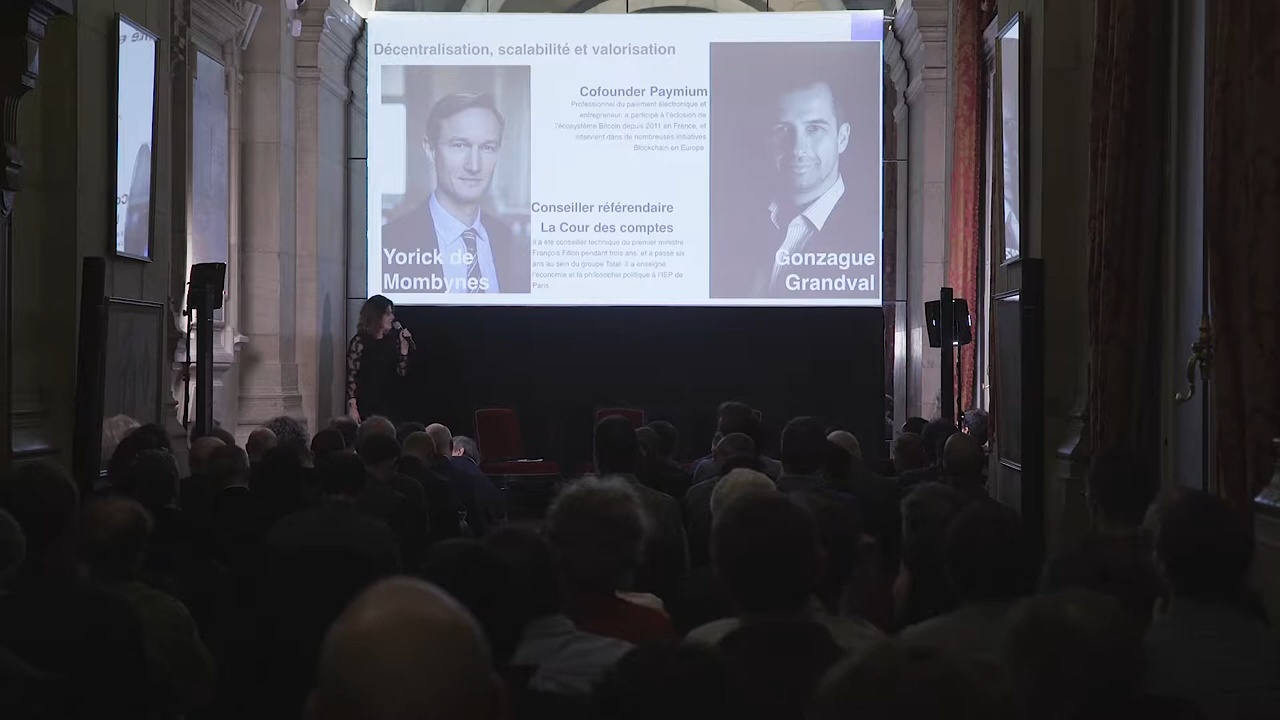 Décentralisation, scalabilité et valorisation
Cofounder Paymium
Professionnel du paiement électronique et
entrepreneur, a participé à l'éclosion de
l'écosystème Bitcoin depuis 2011 en France, et
intervient dans de nombreuses initiatives
Blockchain en Europe
Conseiller référendaire
La Cour des comptes
Il a été conseiller technique du premier ministre
François Fillon pendant trois ans, et a passé six
ans au sein du groupe Total. Il a enseigné
l'économie et la philosophie politique à l'IEP de
Paris.
Yorick de
Mombynes
Gonzague
Grandval